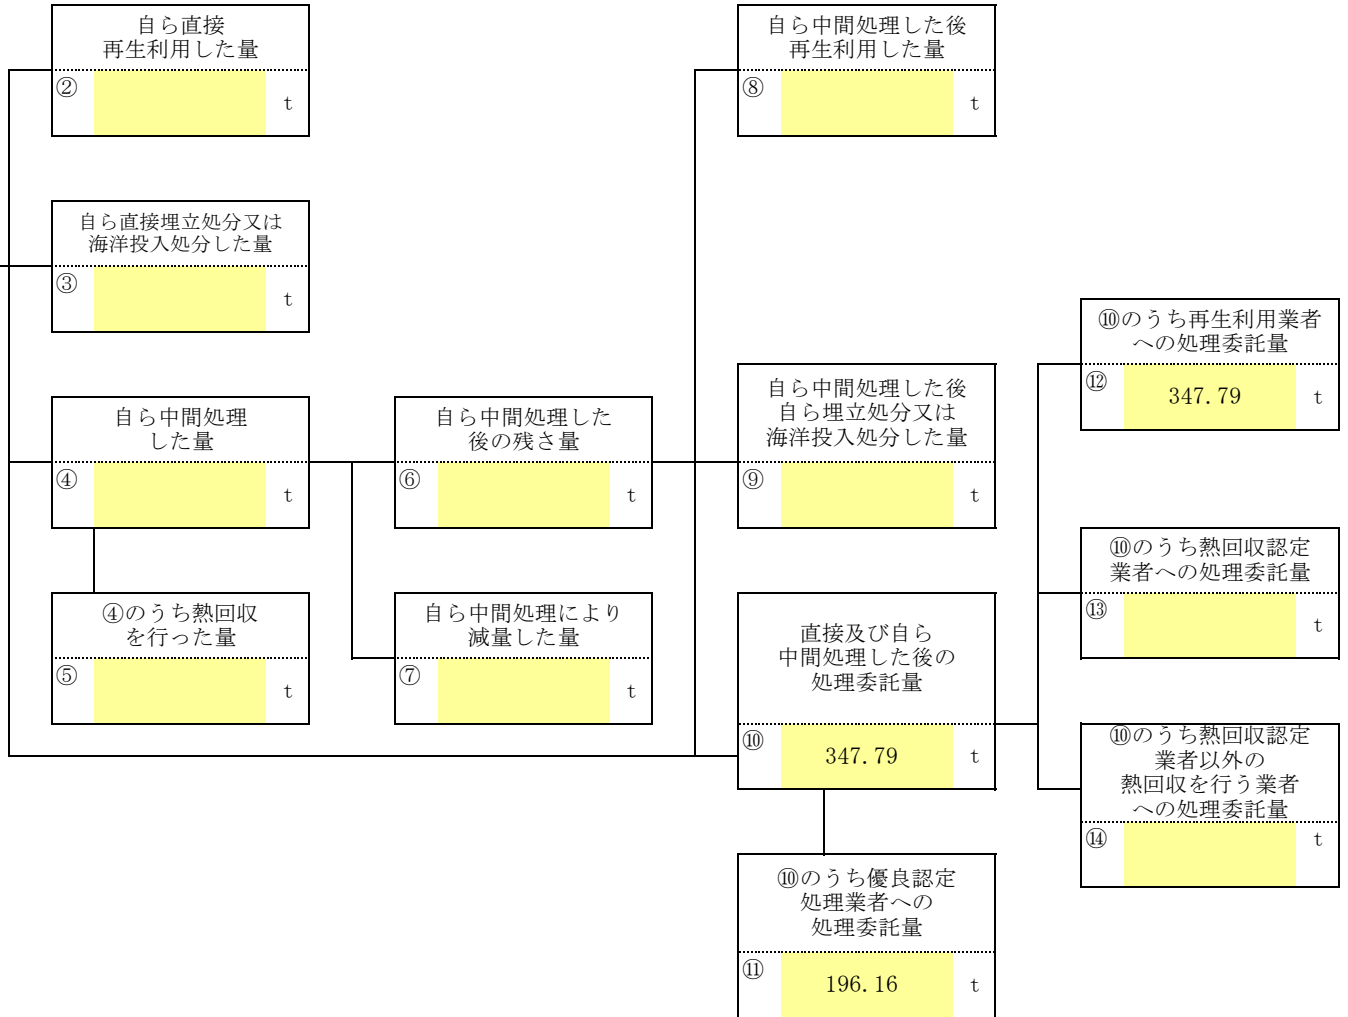 自ら直接
再生利用した量
②
t
自ら中間処理した後
再生利用した量
⑧
t
自ら直接埋立処分又は
海洋投入処分した量
③
t
⑩のうち再生利用業者
への処理委託量
⑫
347.79 t
自ら中間処理
した量
④
t
自ら中間処理した
後の残さ量
⑥
t
自ら中間処理した後
自ら埋立処分又は
海洋投入処分した量
⑨
t
⑩のうち熱回収認定
業者への処理委託量
⑬
t
④のうち熱回収
を行った量
⑤
t
自ら中間処理により
減量した量
⑦
t
直接及び自ら
中間処理した後の
処理委託量
⑩
347.79 t
⑩のうち熱回収認定
業者以外の
熱回収を行う業者
への処理委託量
⑭
t
⑩のうち優良認定
処理業者への
処理委託量
⑪
196.16 t